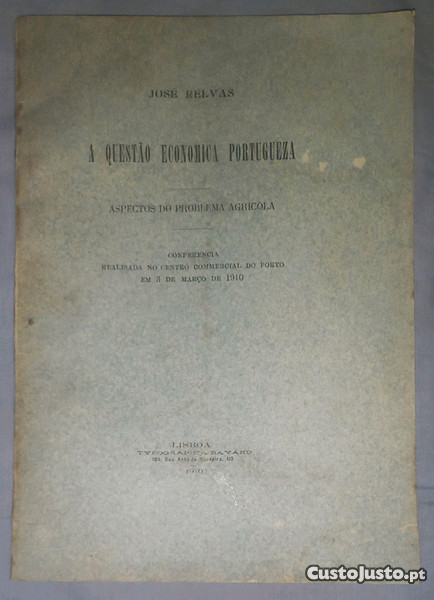 JOSÉ RELVAS
A QUESTÃO ECONOMICA PORTUGUEZA
ASPECTOS DO PROBLEMA AGRICOLA
CONFERENCIA
REALISADA NO CENTRO COMMERCIAL DO PORTO
EM 5 DE MARÇO DE 1910
LISBOA
BAYARD
CustoJusto.pt